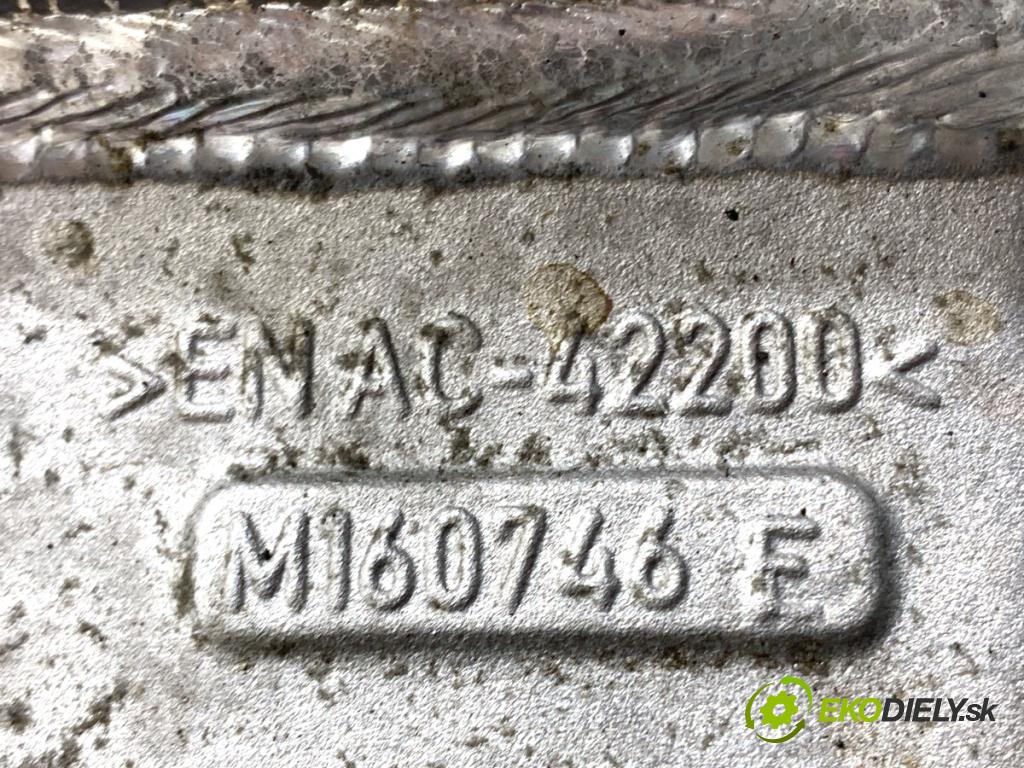 >EN AC-42200<
M160746 E
EKODIELY.sk